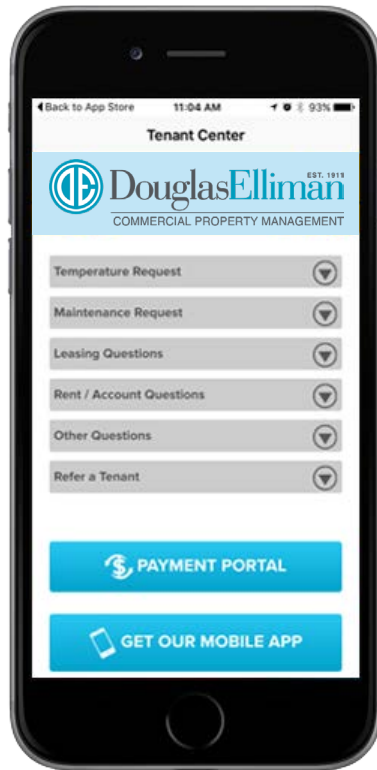 Back to App Store 11:04 AM 93%
Tenant Center
DE DouglasElliman EST. 1911
COMMERCIAL PROPERTY MANAGEMENT
Temperature Request
Maintenance Request
Leasing Questions
Rent / Account Questions
Other Questions
Refer a Tenant
$ PAYMENT PORTAL
GET OUR MOBILE APP